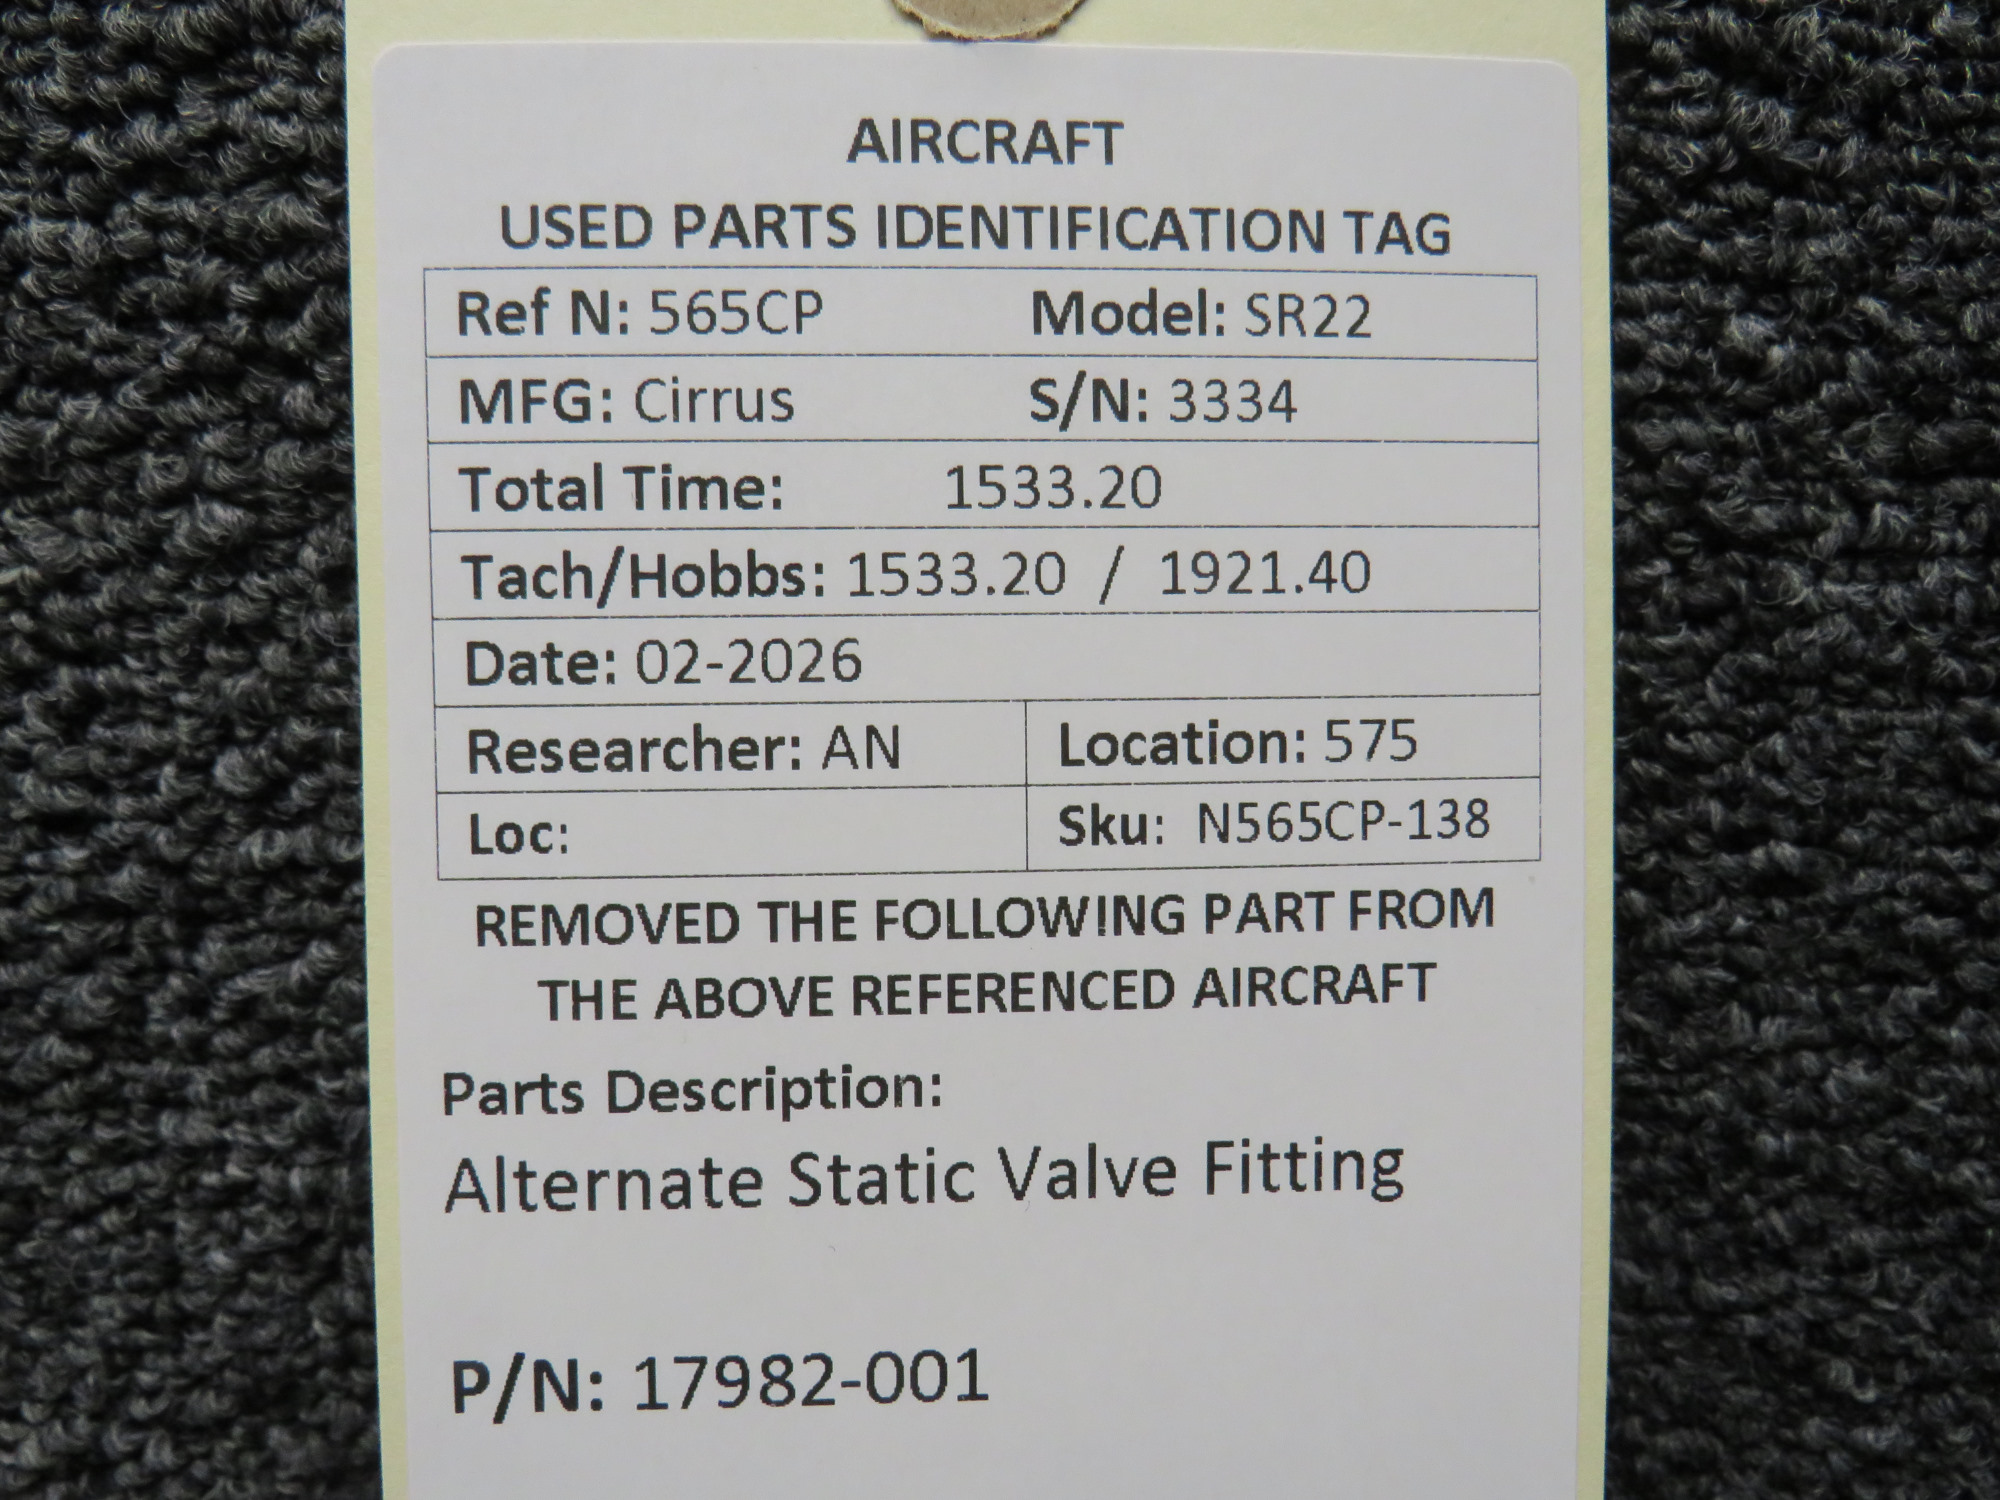 AIRCRAFT
USED PARTS IDENTIFICATION TAG
Ref N: 565CP Model: SR22
MFG: Cirrus S/N: 3334
Total Time: 1533.20
Tach/Hobbs: 1533.20 / 1921.40
Date: 02-2026
Researcher: AN Location: 575
Loc: Sku: N565CP-138
REMOVED THE FOLLOWING PART FROM
THE ABOVE REFERENCED AIRCRAFT
Parts Description:
Alternate Static Valve Fitting
P/N: 17982-001